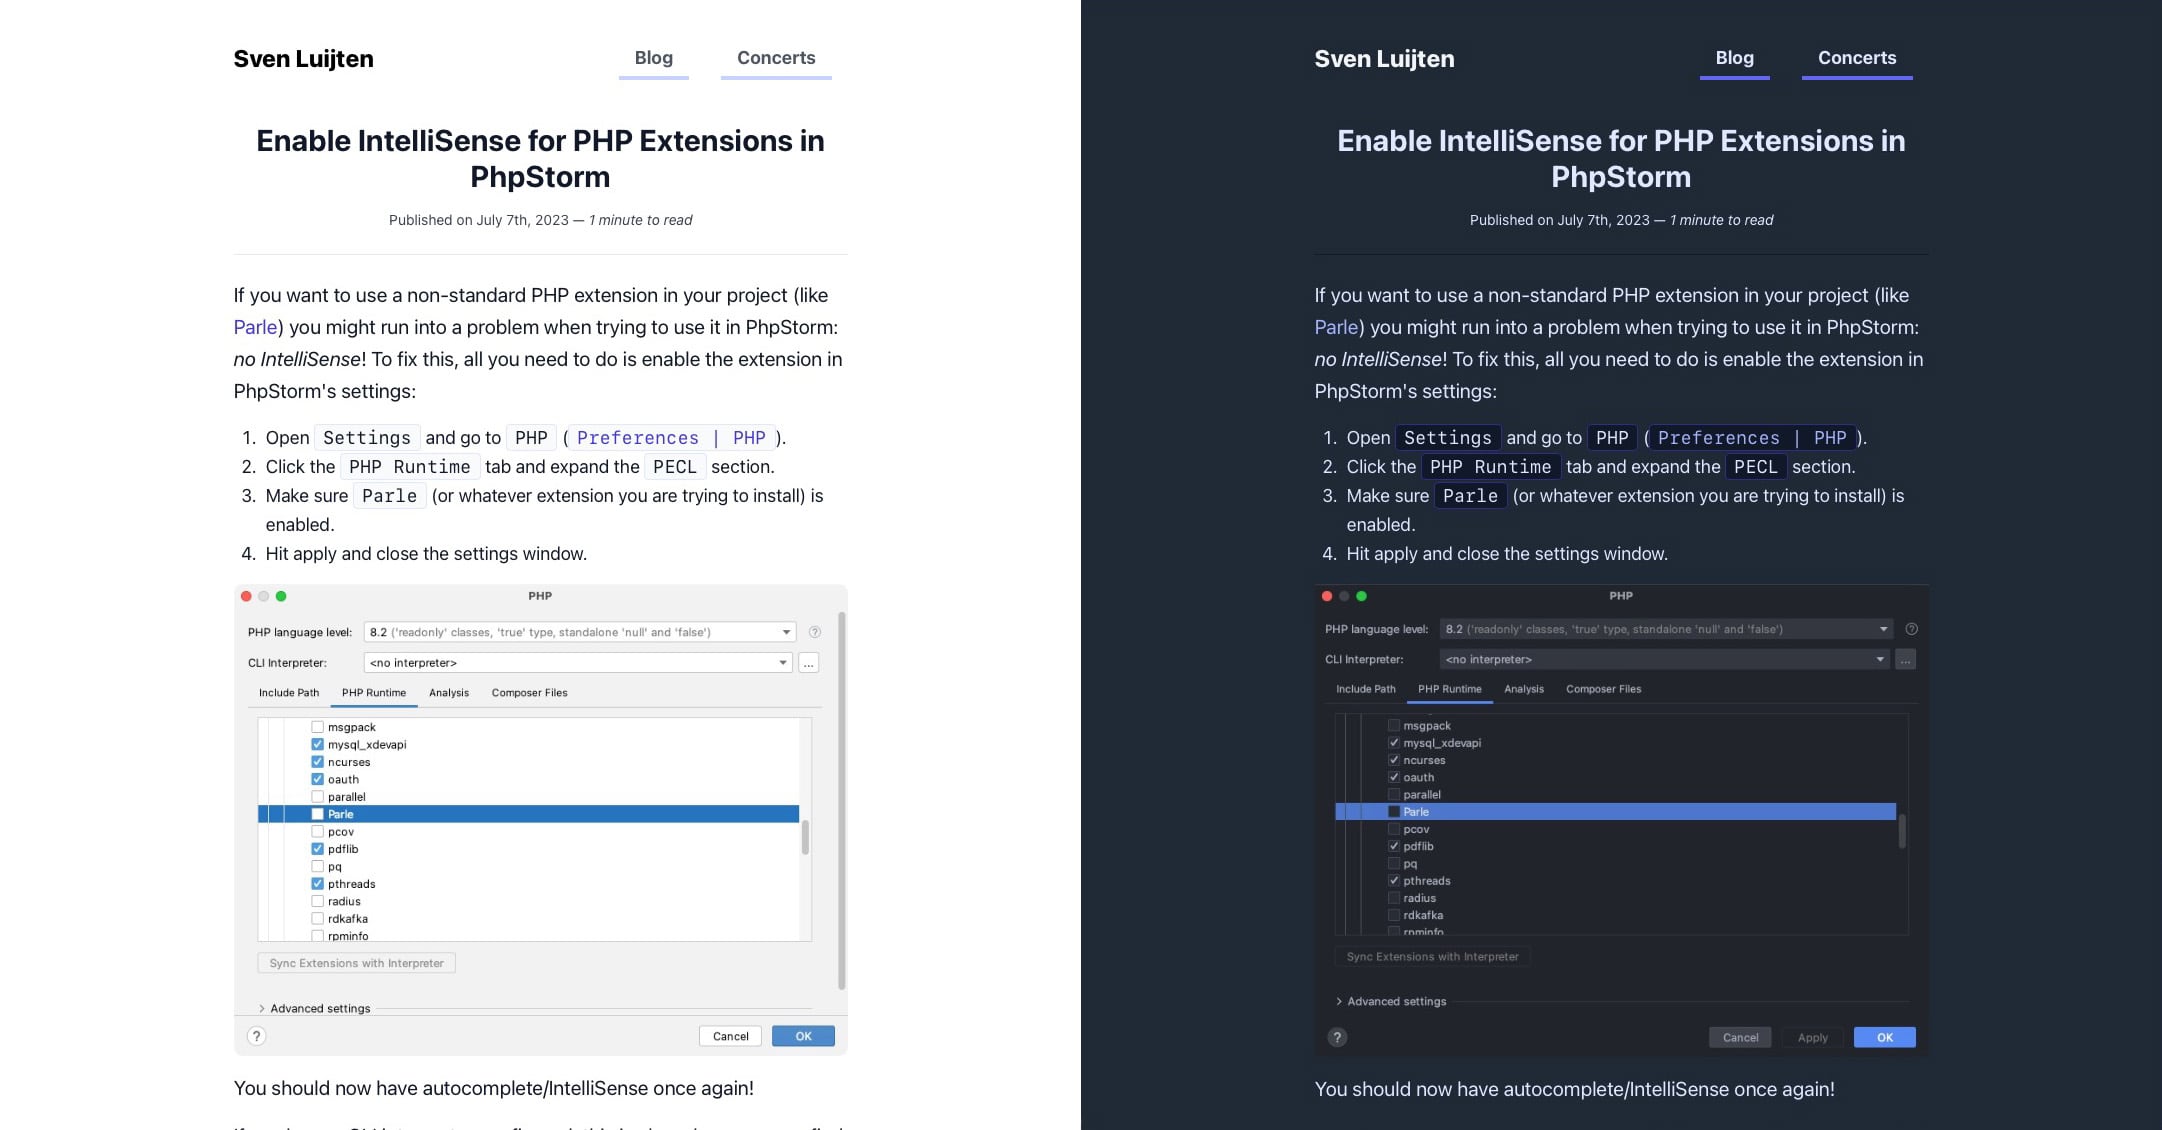 Sven Luijten
Blog
Concerts
Enable IntelliSense for PHP Extensions in
PhpStorm
Published on July 7th, 2023 — 1 minute to read
If you want to use a non-standard PHP extension in your project (like
Parle) you might run into a problem when trying to use it in PhpStorm:
no IntelliSense! To fix this, all you need to do is enable the extension in
PhpStorm's settings:
1. Open Settings and go to PHP (Preferences | PHP).
2. Click the PHP Runtime tab and expand the PECL section.
3. Make sure Parle (or whatever extension you are trying to install) is
enabled.
4. Hit apply and close the settings window.
PHP
PHP language level: 8.2 ('readonly' classes, 'true' type, standalone 'null' and 'false') ?
CLI Interpreter: <no interpreter> ...
Include Path PHP Runtime Analysis Composer Files
msgpack
mysql_xdevapi
ncurses
oauth
parallel
Parle
pcov
pdflib
pq
pthreads
radius
rdkafka
rpminfo
Sync Extensions with Interpreter
Advanced settings
? Cancel OK
You should now have autocomplete/IntelliSense once again!
Sven Luijten
Blog
Concerts
Enable IntelliSense for PHP Extensions in
PhpStorm
Published on July 7th, 2023 — 1 minute to read
If you want to use a non-standard PHP extension in your project (like
Parle) you might run into a problem when trying to use it in PhpStorm:
no IntelliSense! To fix this, all you need to do is enable the extension in
PhpStorm's settings:
1. Open Settings and go to PHP (Preferences | PHP).
2. Click the PHP Runtime tab and expand the PECL section.
3. Make sure Parle (or whatever extension you are trying to install) is
enabled.
4. Hit apply and close the settings window.
PHP
PHP language level: 8.2 ('readonly' classes, 'true' type, standalone 'null' and 'false') ?
CLI Interpreter: <no interpreter> ...
Include Path PHP Runtime Analysis Composer Files
msgpack
mysql_xdevapi
ncurses
oauth
parallel
Parle
pcov
pdflib
pq
pthreads
radius
rdkafka
rpminfo
Sync Extensions with Interpreter
Advanced settings
? Cancel Apply OK
You should now have autocomplete/IntelliSense once again!